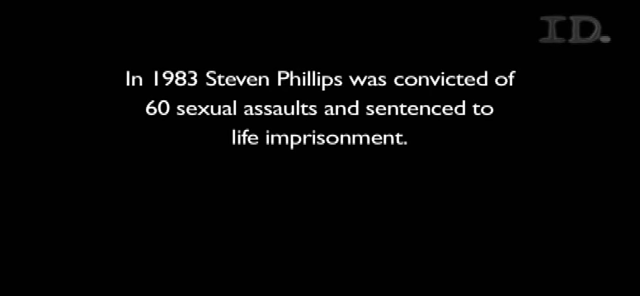 ID.
In 1983 Steven Phillips was convicted of
60 sexual assaults and sentenced to
life imprisonment.